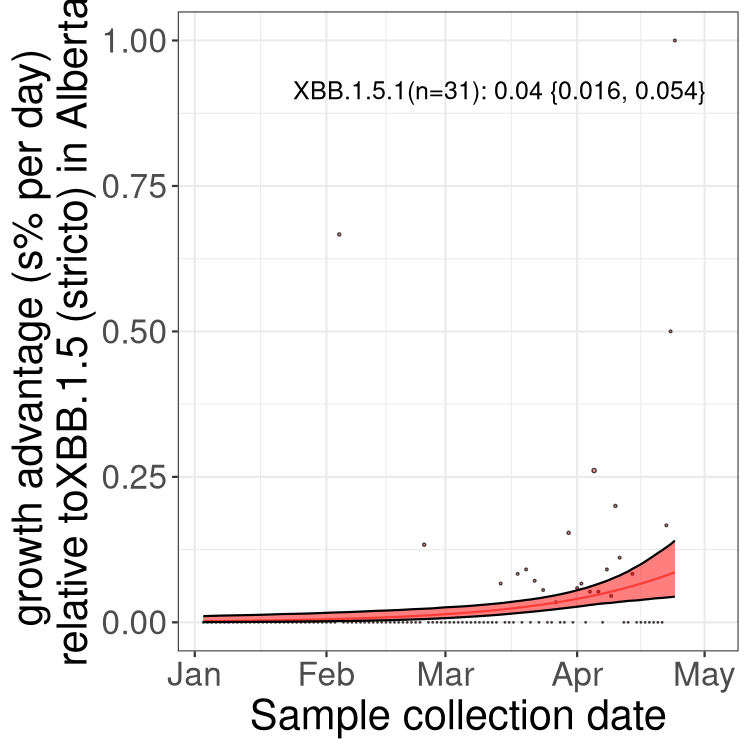 growth advantage (s% per day)
relative toXBB.1.5 (stricto) in Alberta
1.00
0.75
0.50
0.25
0.00
XBB.1.5.1(n=31): 0.04 {0.016, 0.054}
Jan
Feb
Mar
Apr
May
Sample collection date